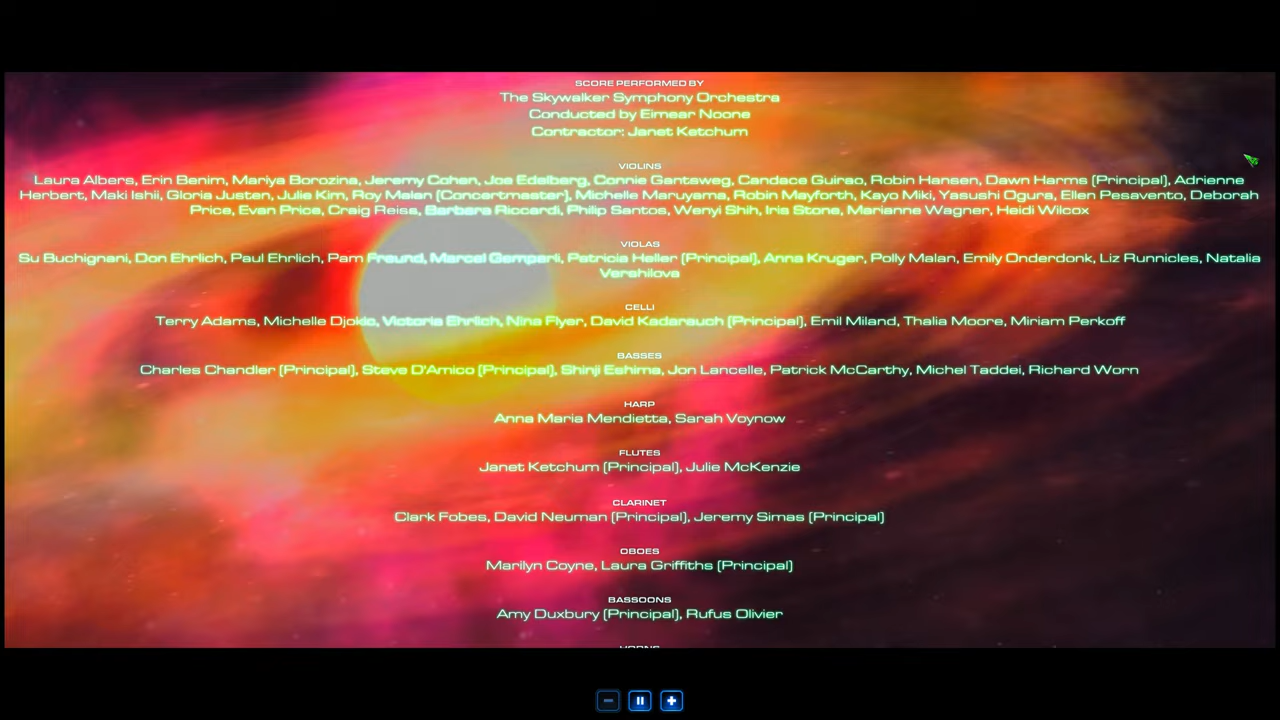 SCORE PERFORMED BY
The Skywalker Symphony Orchestra
Conducted by Eimear Noone
Contractor: Janet Ketchum
VIOLINS
Laura Albers, Erin Benim, Mariya Borozina, Jeremy Cohen, Joe Edelberg, Connie Gantsweg, Candace Guirao, Robin Hansen, Dawn Harms (Principal), Adrienne
Herbert, Maki Ishii, Gloria Justen, Julie Kim, Roy Malan (Concertmaster), Michelle Maruyama, Robin Mayforth, Kayo Miki, Yasushi Ogura, Ellen Pesavento, Deborah
Price, Evan Price, Craig Reiss, Barbara Riccardi, Philip Santos, Wenyi Shih, Iris Stone, Marianne Wagner, Heidi Wilcox
VIOLAS
Su Buchignani, Don Ehrlich, Paul Ehrlich, Pam Freund, Marcel Gemperli, Patricia Heller (Principal), Anna Kruger, Polly Malan, Emily Onderdonk, Liz Runnicles, Natalia
Vershilova
CELLI
Terry Adams, Michelle Djokic, Victoria Ehrlich, Nina Flyer, David Kadarauch (Principal), Emil Miland, Thalia Moore, Miriam Perkoff
BASSES
Charles Chandler (Principal), Steve D'Amico (Principal), Shinji Eshima, Jon Lancelle, Patrick McCarthy, Michel Taddei, Richard Worn
HARP
Anna Maria Mendietta, Sarah Voynow
FLUTES
Janet Ketchum (Principal), Julie McKenzie
CLARINET
Clark Fobes, David Neuman (Principal), Jeremy Simas (Principal)
OBOES
Marilyn Coyne, Laura Griffiths (Principal)
BASSOONS
Amy Duxbury (Principal), Rufus Olivier